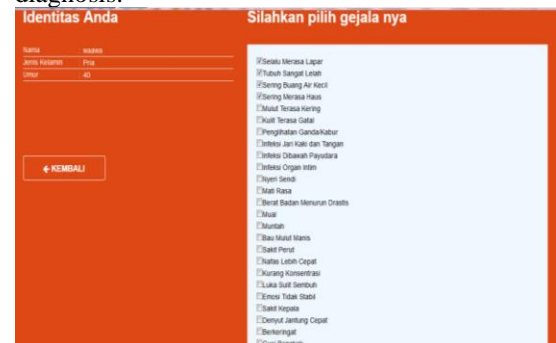 diagnosis.
Identitas Anda
Nama :
Jenis Kelamin : Pria
Umur : 40
← KEMBALI
Silahkan pilih gejala nya
Selalu Merasa Lapar
Tubuh Sangat Lelah
Sering Buang Air Kecil
Sering Merasa Haus
Mulut Terasa Kering
Kulit Terasa Gatal
Penglihatan Ganda/Kabur
Infeksi Jari Kaki dan Tangan
Infeksi Dibawah Payudara
Infeksi Organ Intim
Nyeri Sendi
Mati Rasa
Berat Badan Menurun Drastis
Mual
Muntah
Bau Mulut Manis
Sakit Perut
Nafas Lebih Cepat
Kurang Konsentrasi
Luka Sulit Sembuh
Emosi Tidak Stabil
Sakit Kepala
Denyut Jantung Cepat
Berkeringat